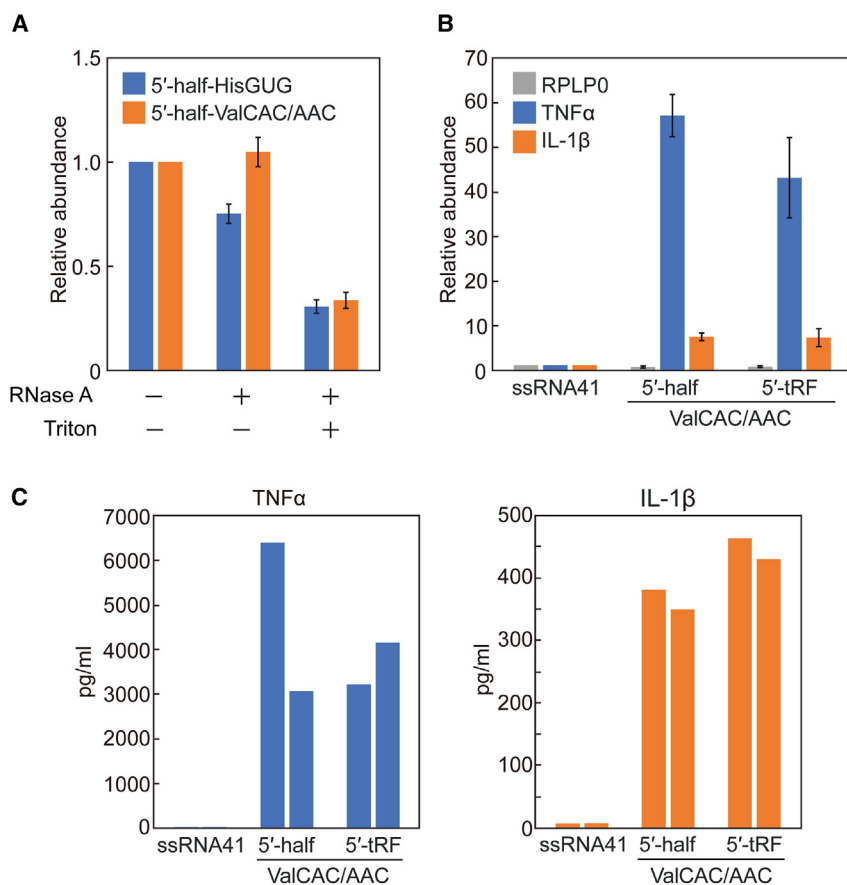 A
1.5
1.0
0.5
0
Relative abundance
5′-half-HisGUG
5′-half-ValCAC/AAC
RNase A − + +
Triton − − +
B
70
60
50
40
30
20
10
0
Relative abundance
RPLP0
TNFα
IL-1β
ssRNA41 5′-half 5′-tRF
ValCAC/AAC
C
TNFα
7000
6000
5000
4000
3000
2000
1000
0
pg/ml
ssRNA41 5′-half 5′-tRF
ValCAC/AAC
IL-1β
500
400
300
200
100
0
pg/ml
ssRNA41 5′-half 5′-tRF
ValCAC/AAC